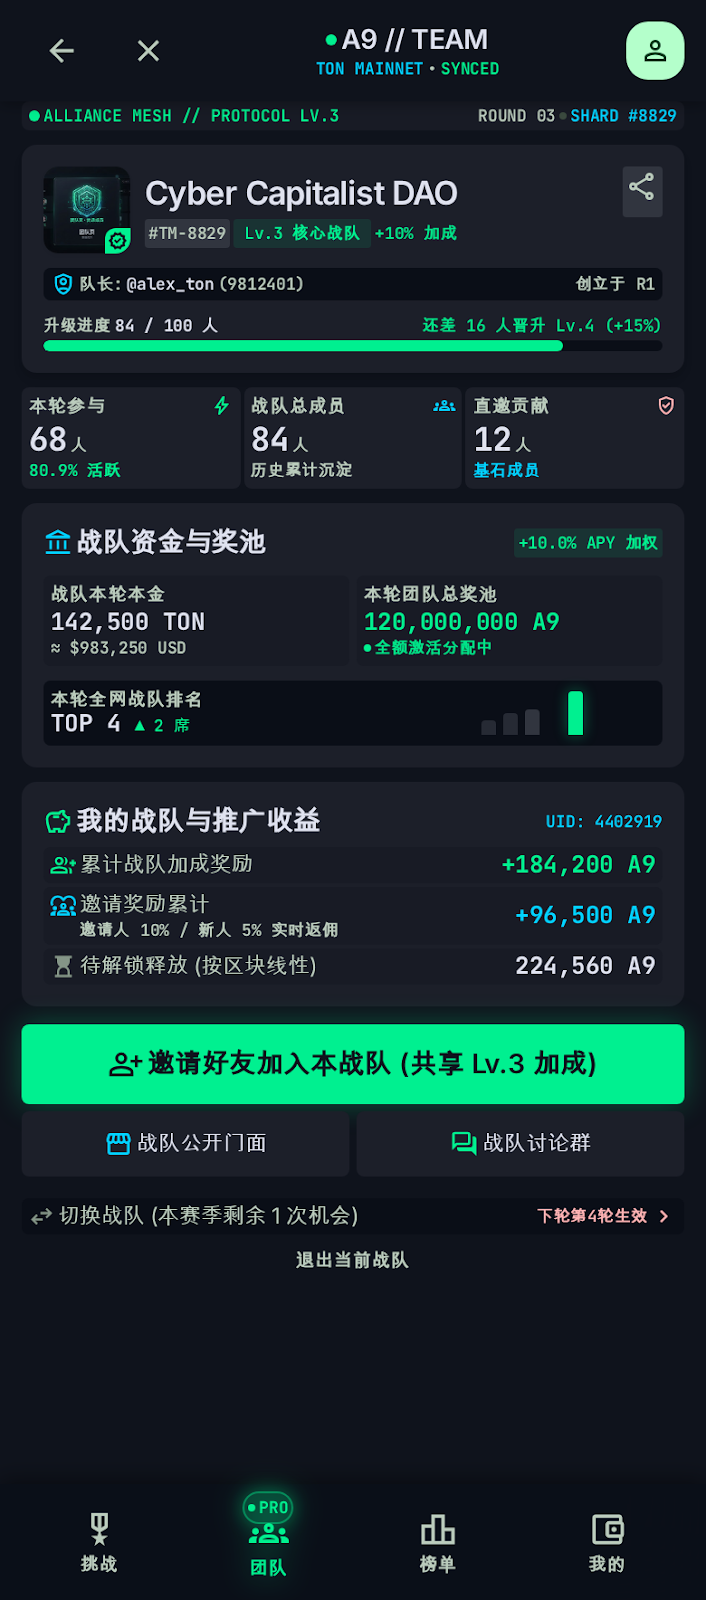 A9 // TEAM
TON MAINNET • SYNCED
ALLIANCE MESH // PROTOCOL LV.3
ROUND 03 SHARD #8829
Cyber Capitalist DAO
#TM-8829 Lv.3 核心战队 +10% 加成
队长: @alex_ton (9812401) 创立于 R1
升级进度 84 / 100 人 还差 16 人晋升 Lv.4 (+15%)
本轮参与
68 人
80.9% 活跃
战队总成员
84 人
历史累计沉淀
直邀贡献
12 人
基石成员
战队资金与奖池
+10.0% APY 加权
战队本轮本金
142,500 TON
≈ $983,250 USD
本轮团队总奖池
120,000,000 A9
全额激活分配中
本轮全网战队排名
TOP 4 ▲ 2 席
我的战队与推广收益
UID: 4402919
累计战队加成奖励 +184,200 A9
邀请奖励累计
邀请人 10% / 新人 5% 实时返佣
+96,500 A9
待解锁释放 (按区块线性) 224,560 A9
邀请好友加入本战队 (共享 Lv.3 加成)
战队公开门面
战队讨论群
切换战队 (本赛季剩余 1 次机会) 下轮第4轮生效
退出当前战队
PRO
挑战
团队
榜单
我的